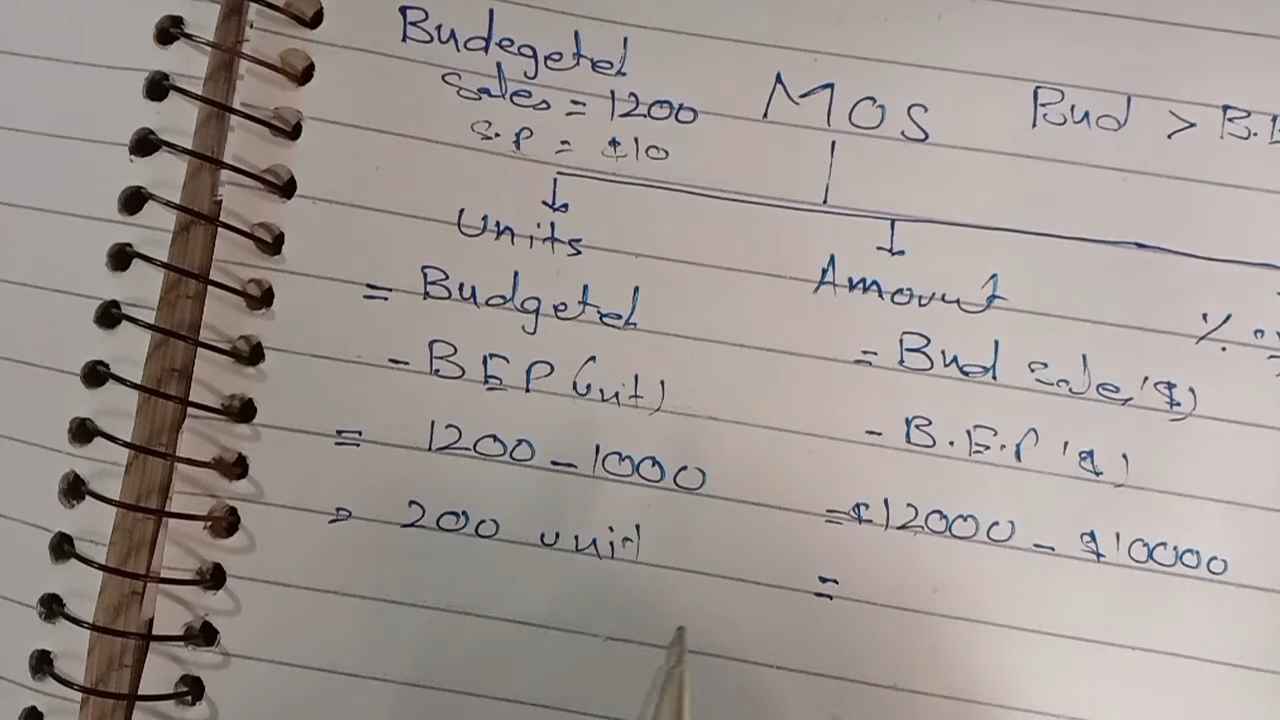 Budegeted
Sales = 1200
S.P = $10
MOS
Bud > B.E
Units
= Budgeted
- BEP (unit)
= 1200 - 1000
= 200 unit
Amount
= Bud Sale ($)
- B.E.P ($)
= $12000 - $10000
=
%